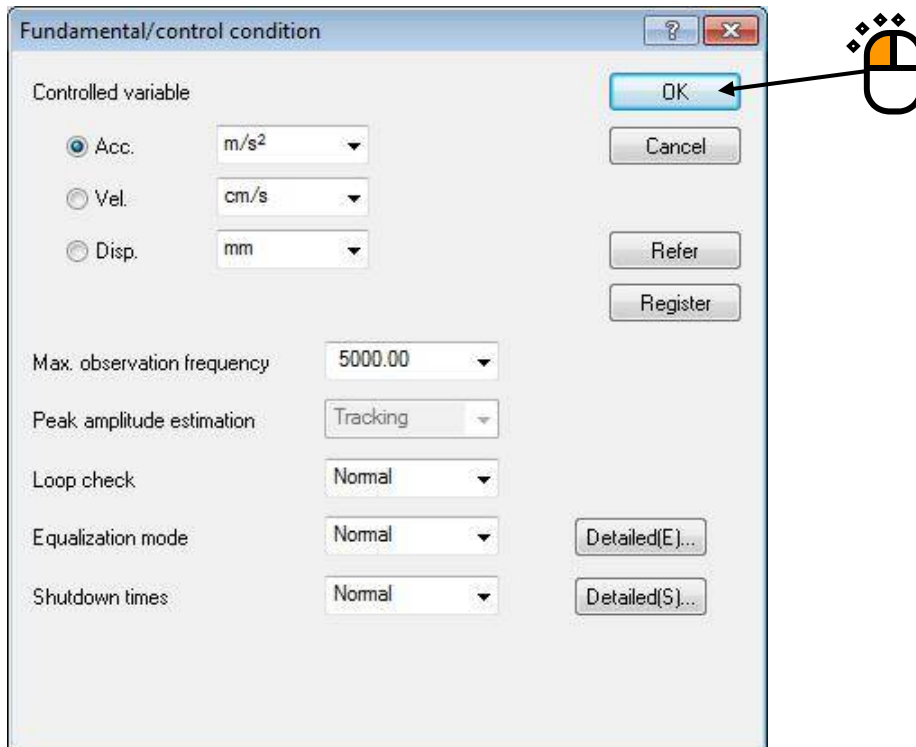 Fundamental/control condition
Controlled variable
OK
Acc. m/s²
Cancel
Vel. cm/s
Disp. mm
Refer
Register
Max. observation frequency 5000.00
Peak amplitude estimation Tracking
Loop check Normal
Equalization mode Normal Detailed(E)...
Shutdown times Normal Detailed(S)...